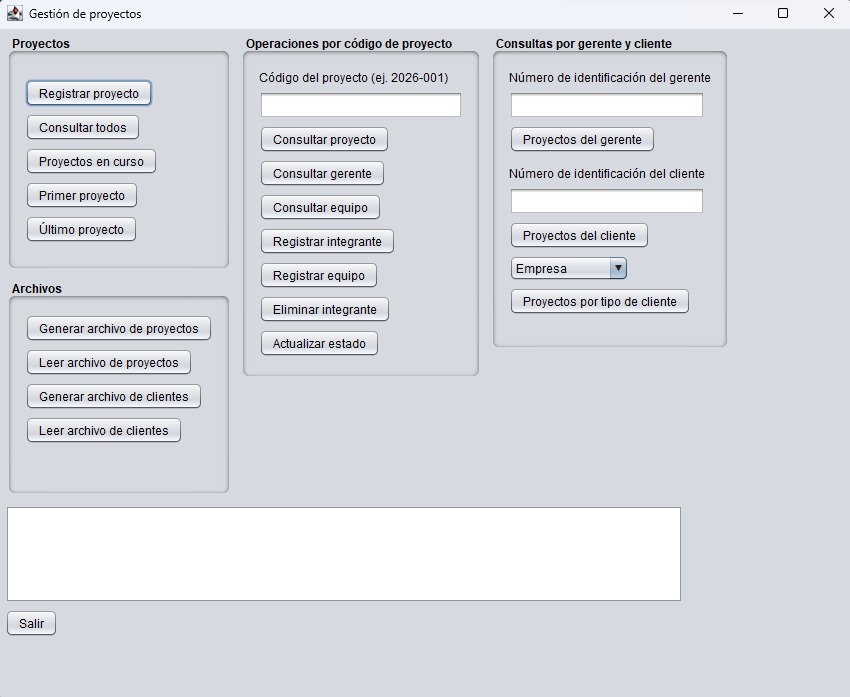 Gestión de proyectos
Proyectos
Registrar proyecto
Consultar todos
Proyectos en curso
Primer proyecto
Último proyecto
Archivos
Generar archivo de proyectos
Leer archivo de proyectos
Generar archivo de clientes
Leer archivo de clientes
Operaciones por código de proyecto
Código del proyecto (ej. 2026-001)
Consultar proyecto
Consultar gerente
Consultar equipo
Registrar integrante
Registrar equipo
Eliminar integrante
Actualizar estado
Consultas por gerente y cliente
Número de identificación del gerente
Proyectos del gerente
Número de identificación del cliente
Proyectos del cliente
Empresa
Proyectos por tipo de cliente
Salir